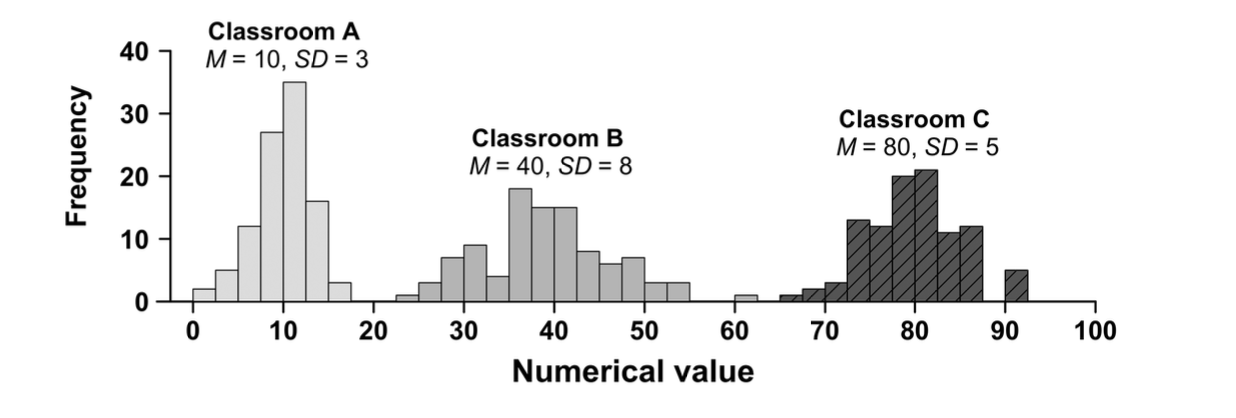 Classroom A
M = 10, SD = 3
Classroom B
M = 40, SD = 8
Classroom C
M = 80, SD = 5
Frequency
40
30
20
10
0
0 10 20 30 40 50 60 70 80 90 100
Numerical value